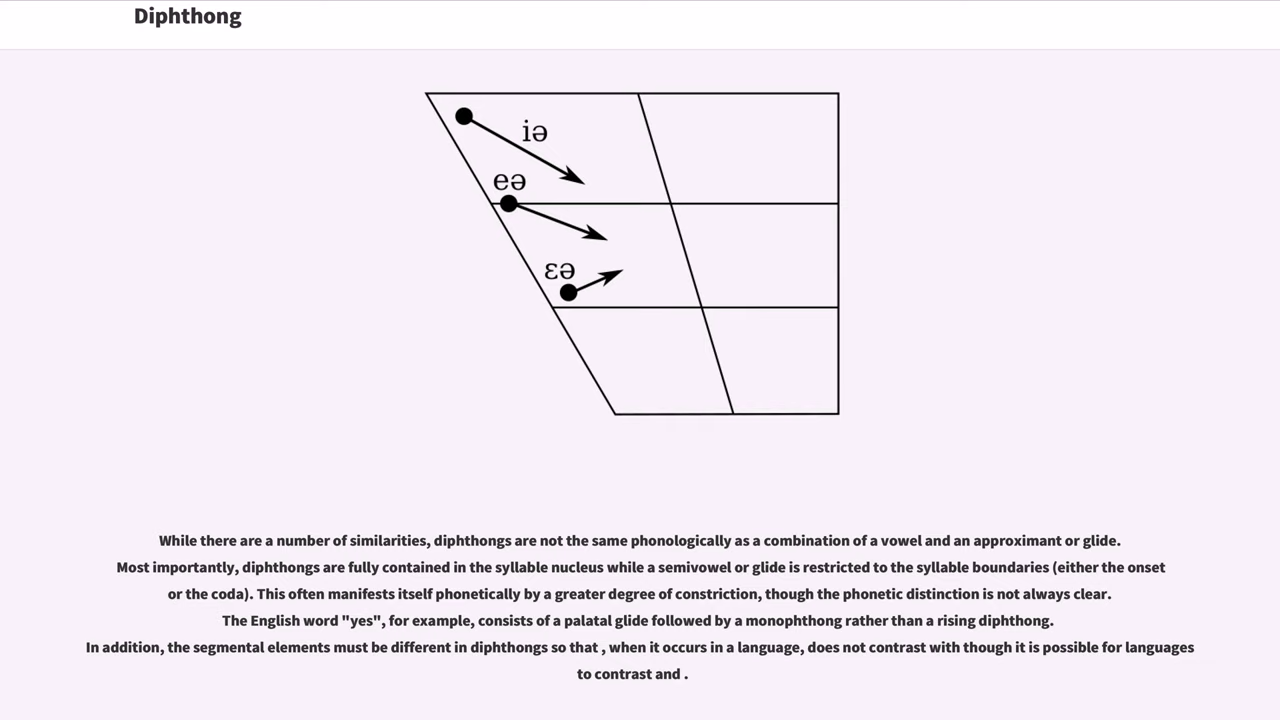 Diphthong
iə
eə
ɛə
While there are a number of similarities, diphthongs are not the same phonologically as a combination of a vowel and an approximant or glide.
Most importantly, diphthongs are fully contained in the syllable nucleus while a semivowel or glide is restricted to the syllable boundaries (either the onset
or the coda). This often manifests itself phonetically by a greater degree of constriction, though the phonetic distinction is not always clear.
The English word "yes", for example, consists of a palatal glide followed by a monophthong rather than a rising diphthong.
In addition, the segmental elements must be different in diphthongs so that , when it occurs in a language, does not contrast with though it is possible for languages
to contrast and .